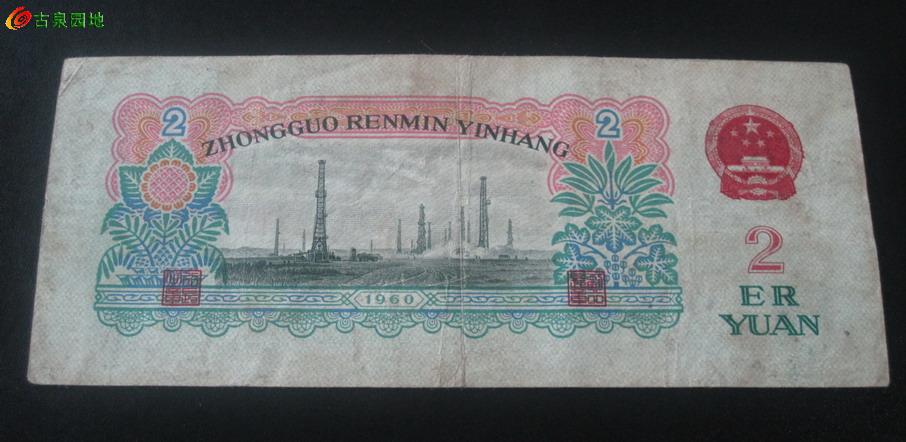 古泉园地
2 2
ZHONGGUO RENMIN YINHANG
1960
2
ER
YUAN